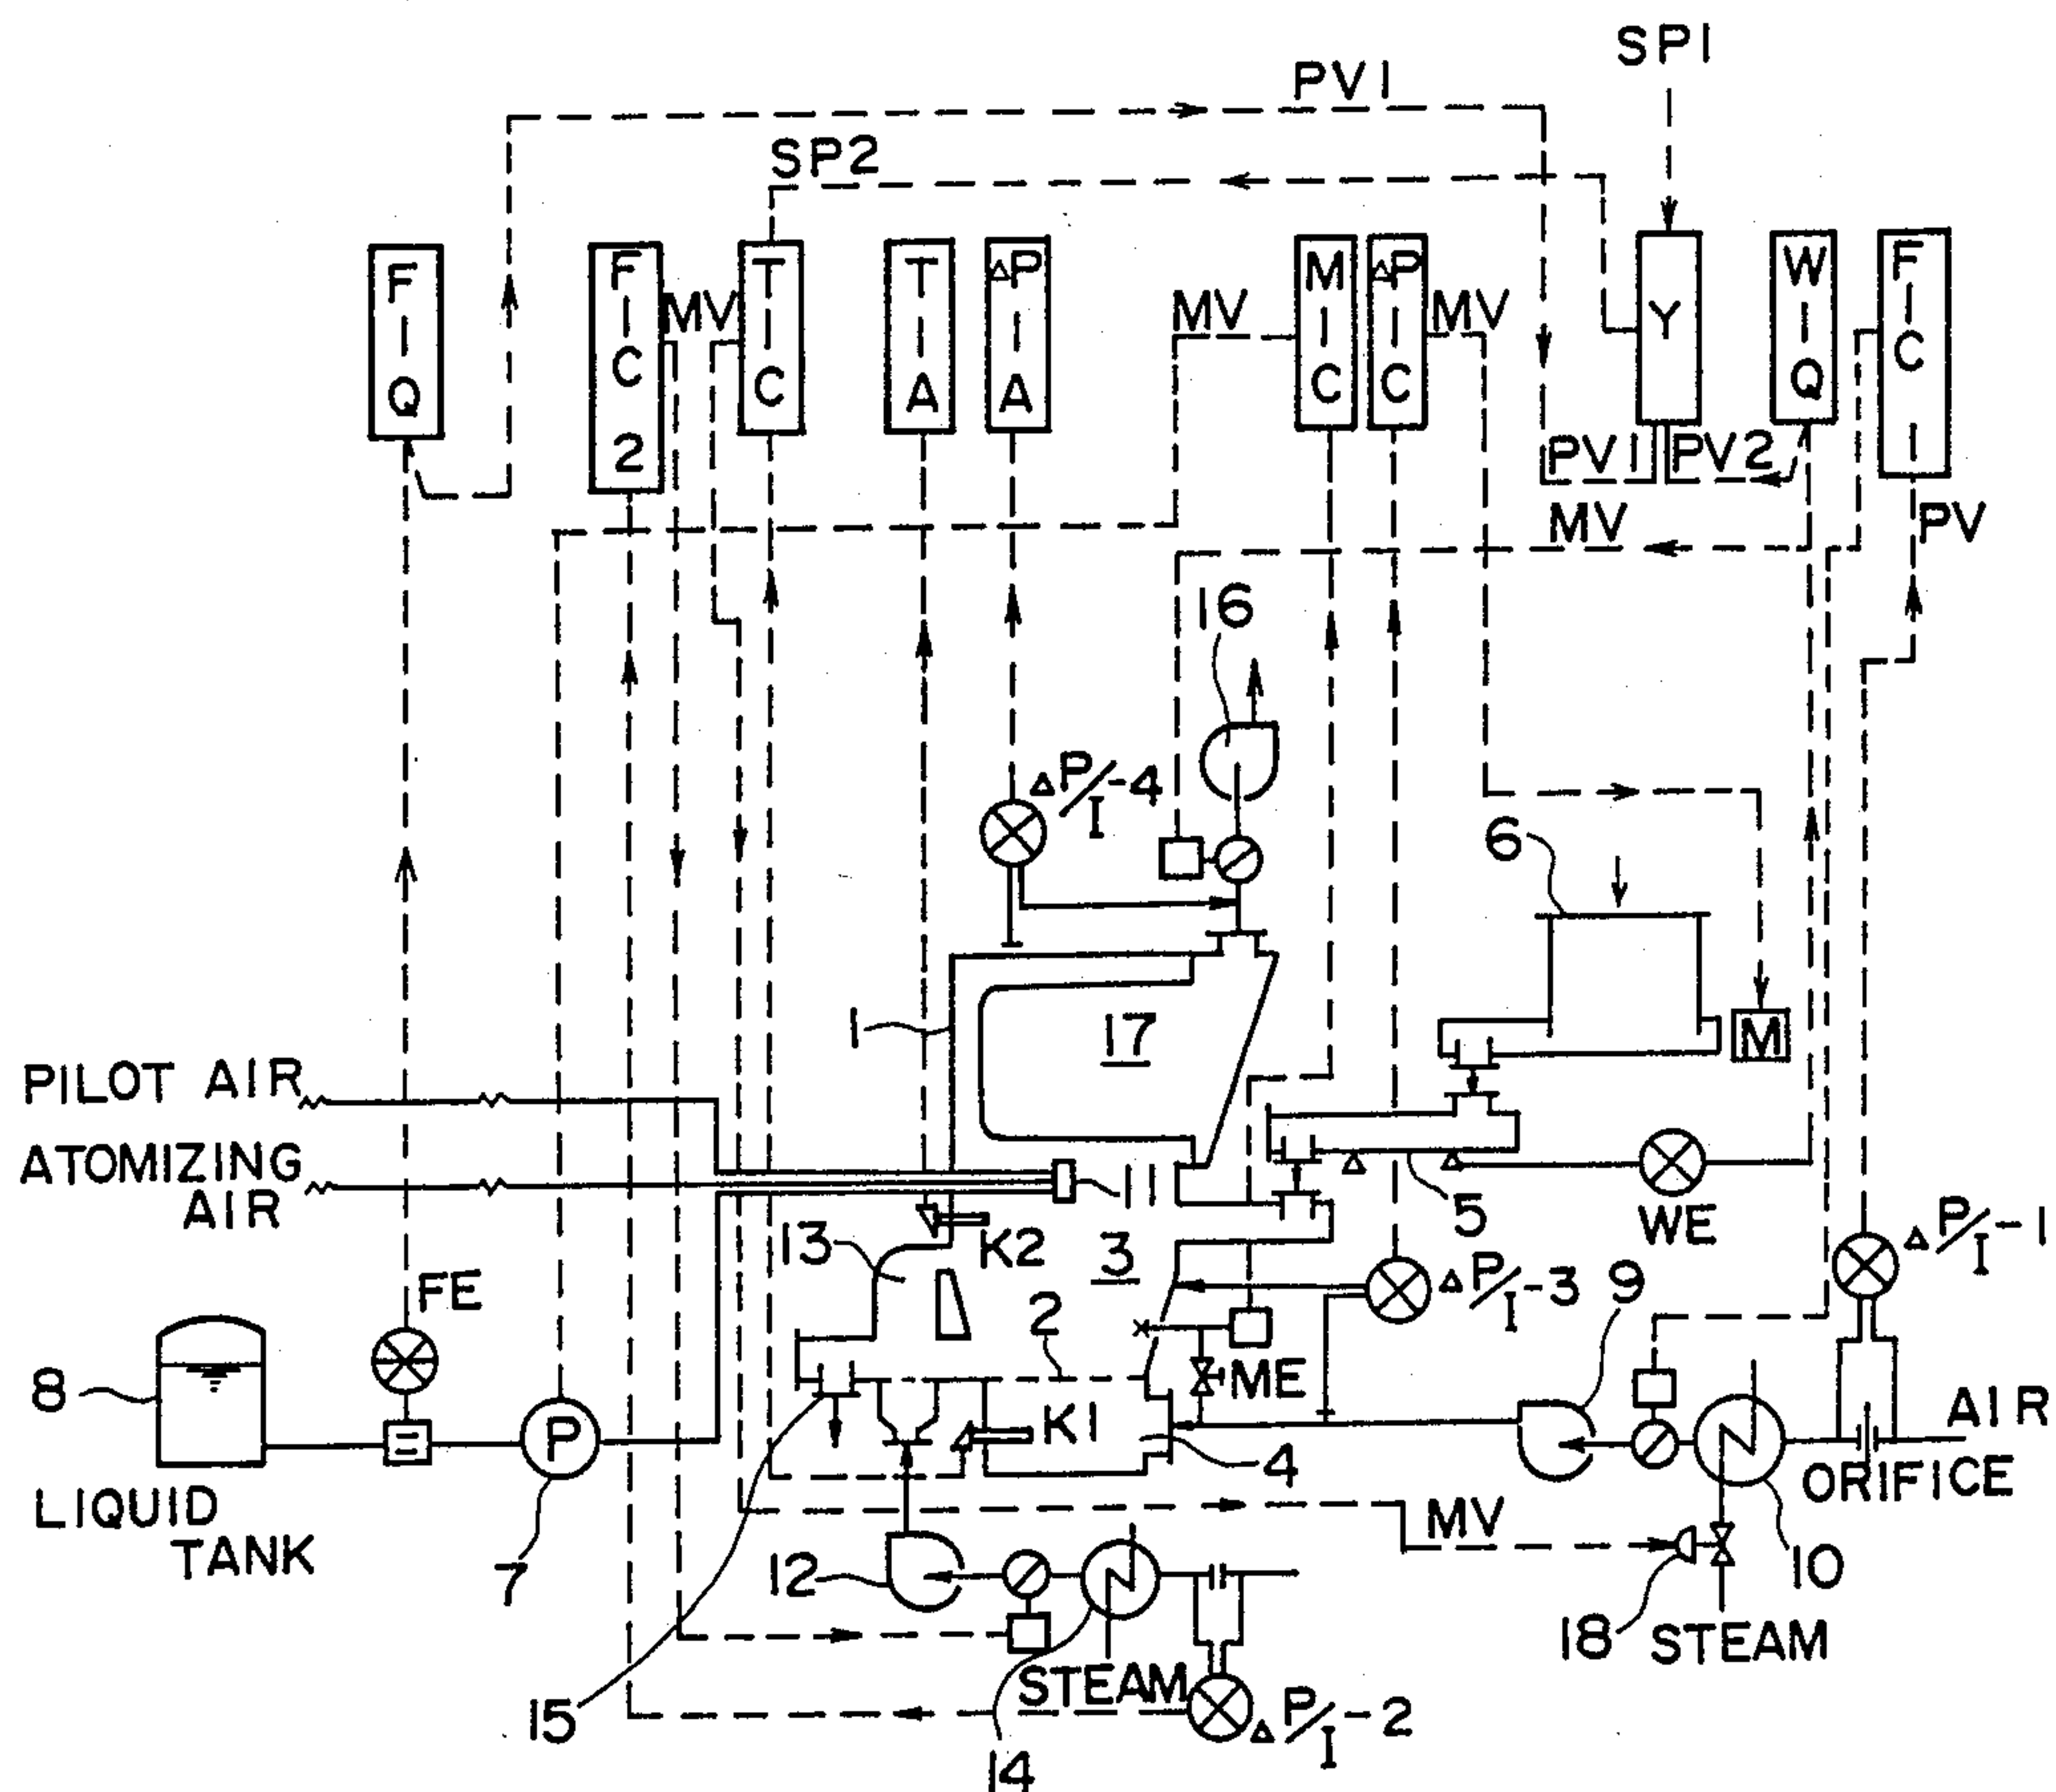 SP1
PV1
SP2
F-I-Q
F-I-C 2
MV
T-I-C
T-I-A
ΔP-I-A
MV
M-I-C
ΔP-I-C
MV
Y
W-I-Q
F-I-C-1
PV1
PV2
MV
PV
16
ΔP/I-4
6
1
17
M
PILOT AIR
ATOMIZING
AIR
11
5
WE
13
K2
3
ΔP/I-1
FE
2
ΔP/I-3
9
8
ME
K1
4
AIR
ORIFICE
LIQUID
TANK
7
MV
12
10
18
STEAM
STEAM
15
ΔP/I-2
14